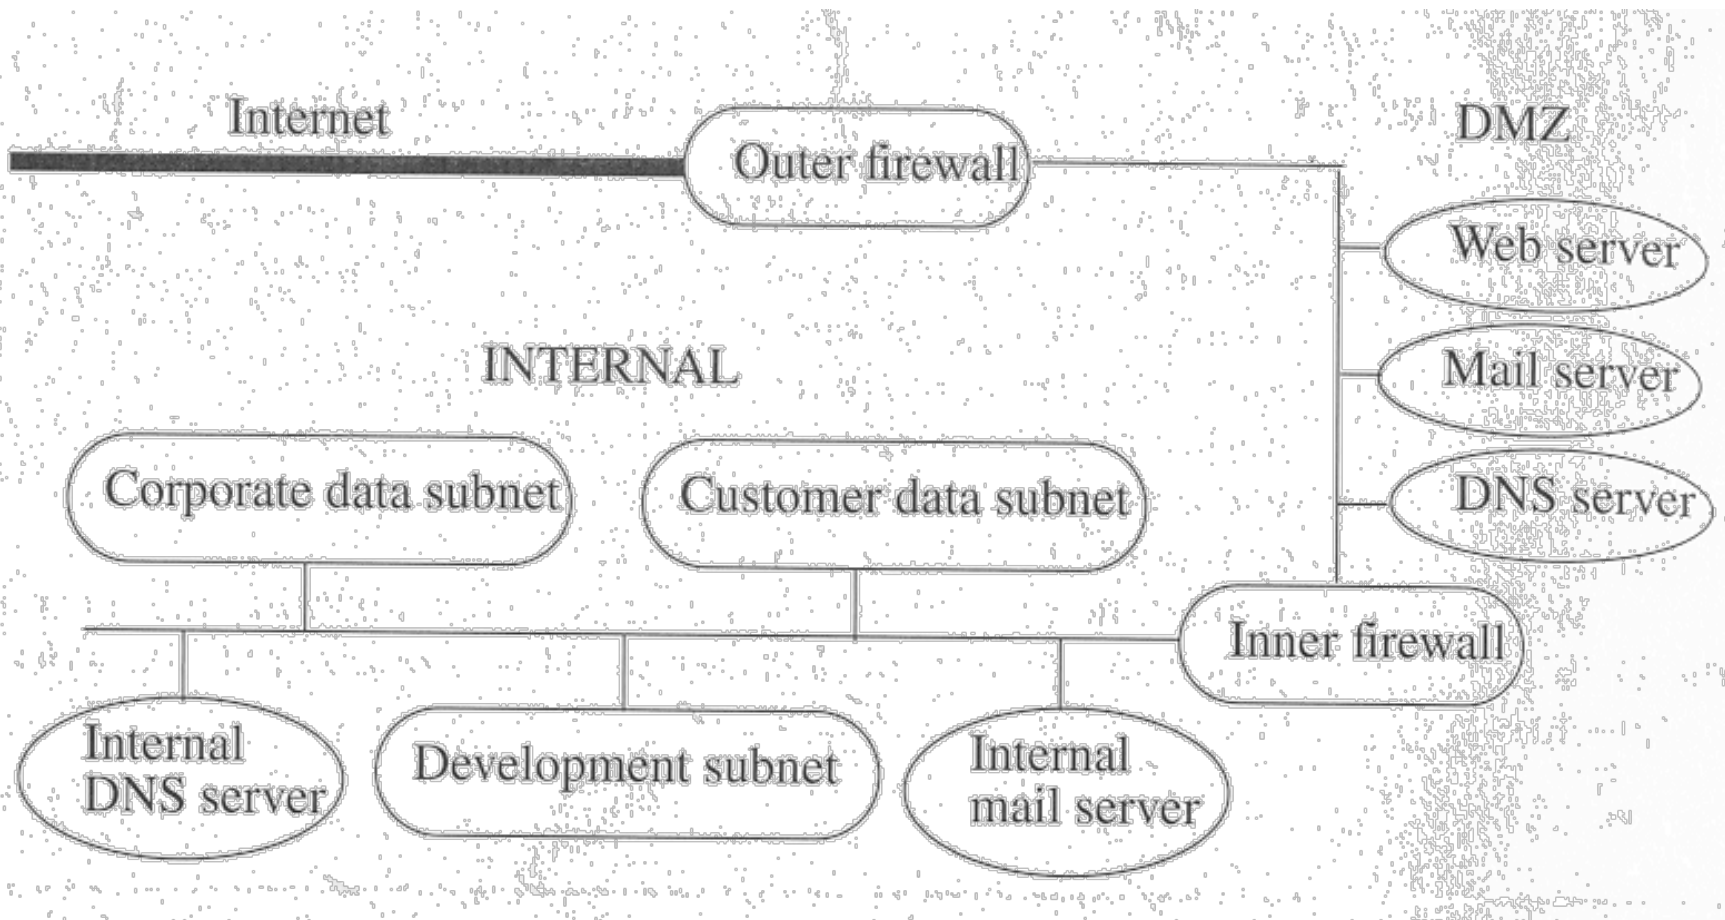 Internet
Outer firewall
DMZ
Web server
Mail server
DNS server
INTERNAL
Corporate data subnet
Customer data subnet
Inner firewall
Internal
DNS server
Development subnet
Internal
mail server